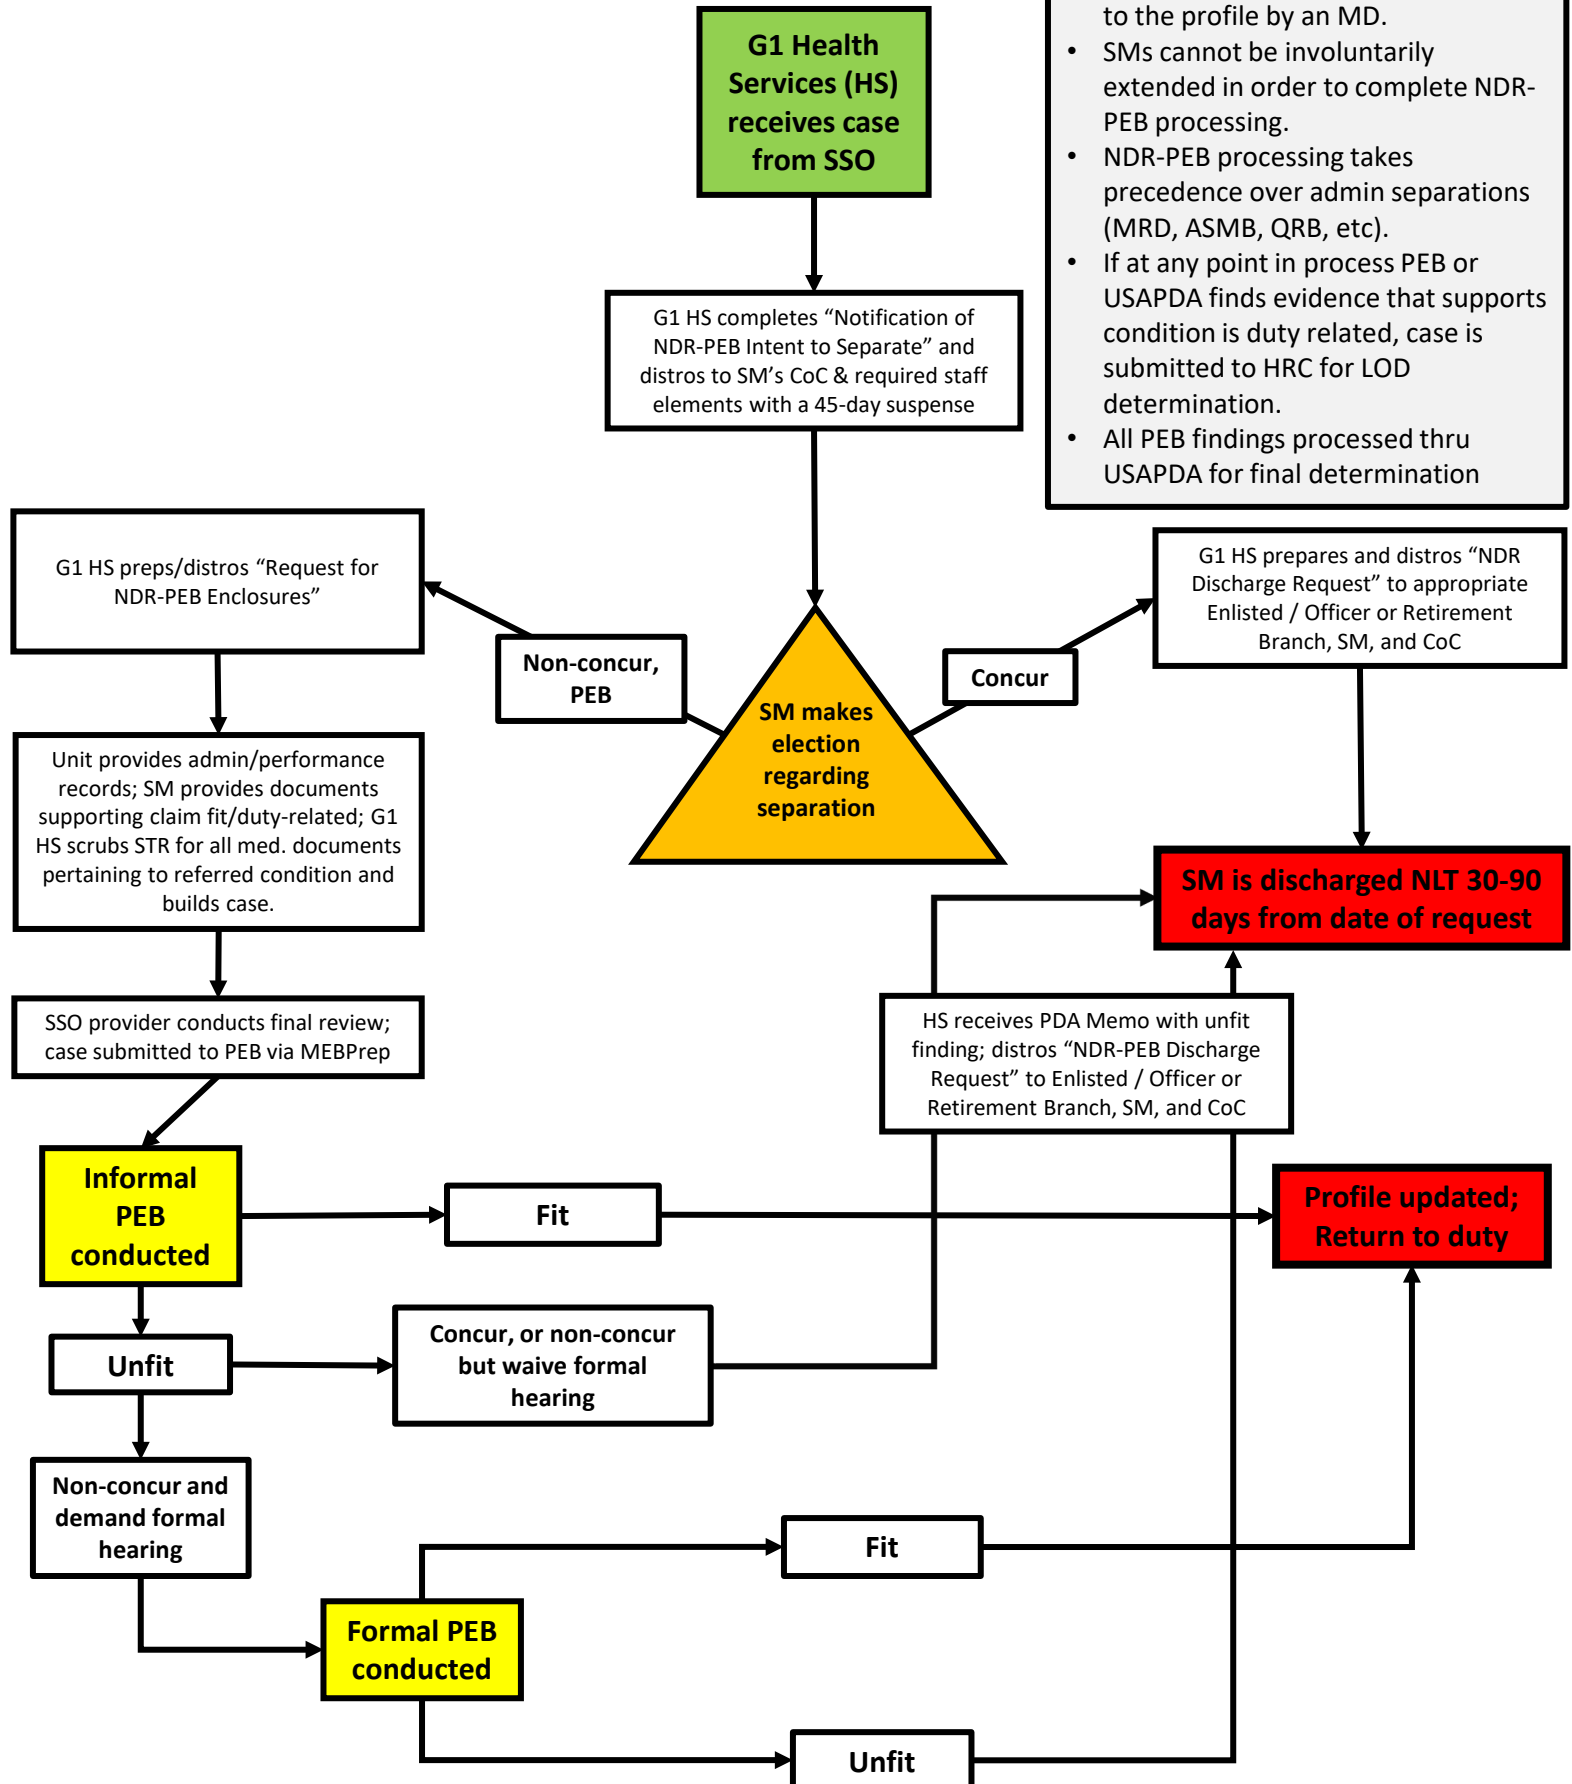 G1 Health
Services (HS)
receives case
from SSO
to the profile by an MD.
• SMs cannot be involuntarily
extended in order to complete NDR-
PEB processing.
• NDR-PEB processing takes
precedence over admin separations
(MRD, ASMB, QRB, etc).
• If at any point in process PEB or
USAPDA finds evidence that supports
condition is duty related, case is
submitted to HRC for LOD
determination.
• All PEB findings processed thru
USAPDA for final determination
G1 HS completes “Notification of
NDR-PEB Intent to Separate” and
distros to SM’s CoC & required staff
elements with a 45-day suspense
G1 HS preps/distros “Request for
NDR-PEB Enclosures”
Non-concur,
PEB
SM makes
election
regarding
separation
Concur
G1 HS prepares and distros “NDR
Discharge Request” to appropriate
Enlisted / Officer or Retirement
Branch, SM, and CoC
Unit provides admin/performance
records; SM provides documents
supporting claim fit/duty-related; G1
HS scrubs STR for all med. documents
pertaining to referred condition and
builds case.
SM is discharged NLT 30-90
days from date of request
SSO provider conducts final review;
case submitted to PEB via MEBPrep
HS receives PDA Memo with unfit
finding; distros “NDR-PEB Discharge
Request” to Enlisted / Officer or
Retirement Branch, SM, and CoC
Informal
PEB
conducted
Fit
Profile updated;
Return to duty
Unfit
Concur, or non-concur
but waive formal
hearing
Non-concur and
demand formal
hearing
Fit
Formal PEB
conducted
Unfit